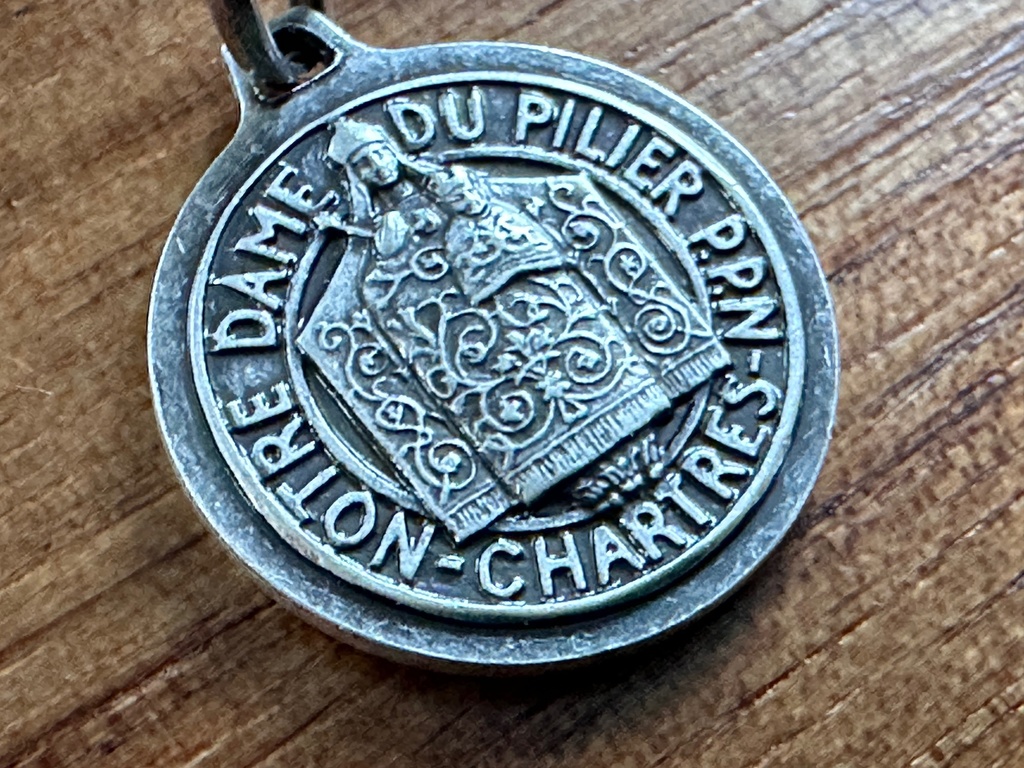 NOTRE DAME DU PILIER P.P.N - CHARTRES -